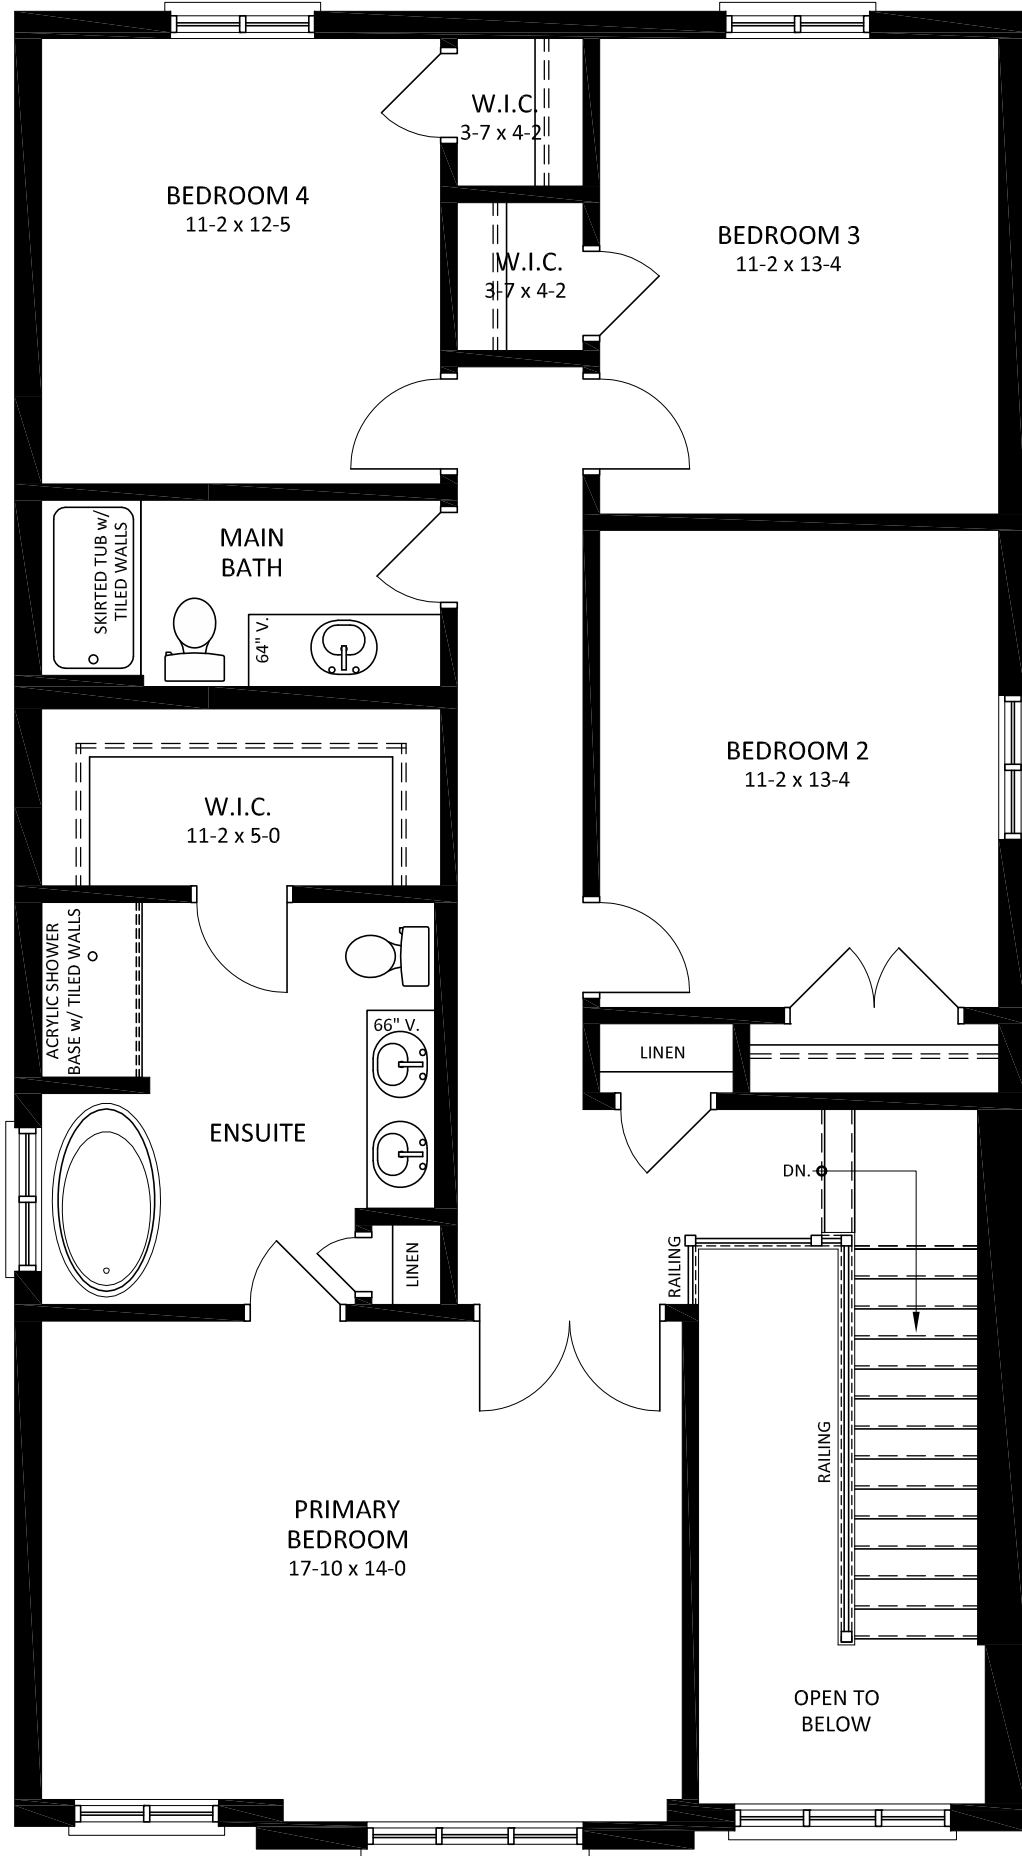 W.I.C.
3-7 x 4-2
BEDROOM 4
11-2 x 12-5
BEDROOM 3
11-2 x 13-4
W.I.C.
3-7 x 4-2
SKIRTED TUB w/
TILED WALLS
MAIN
BATH
64" V.
BEDROOM 2
11-2 x 13-4
W.I.C.
11-2 x 5-0
ACRYLIC SHOWER
BASE w/ TILED WALLS
66" V.
LINEN
ENSUITE
DN.
LINEN
RAILING
RAILING
PRIMARY
BEDROOM
17-10 x 14-0
OPEN TO
BELOW